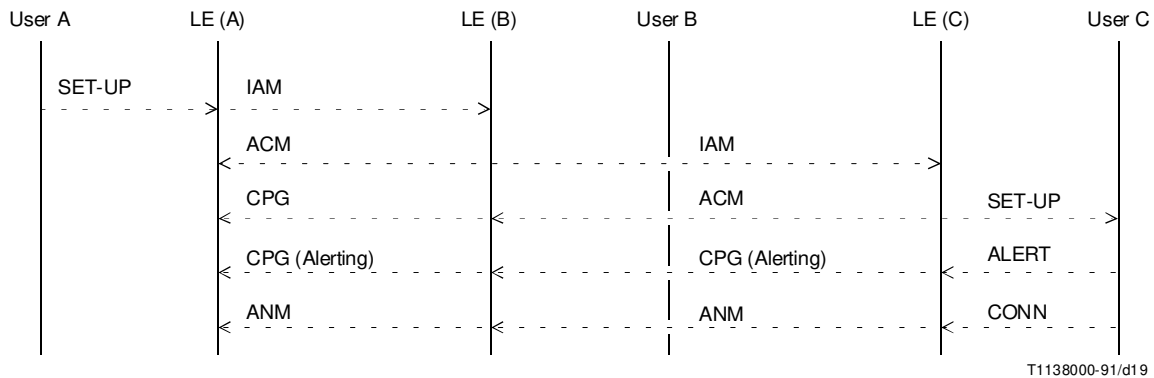 User A LE (A) LE (B) User B LE (C) User C
SET-UP IAM
ACM IAM
CPG ACM SET-UP
CPG (Alerting) CPG (Alerting) ALERT
ANM ANM CONN
T1138000-91/d19